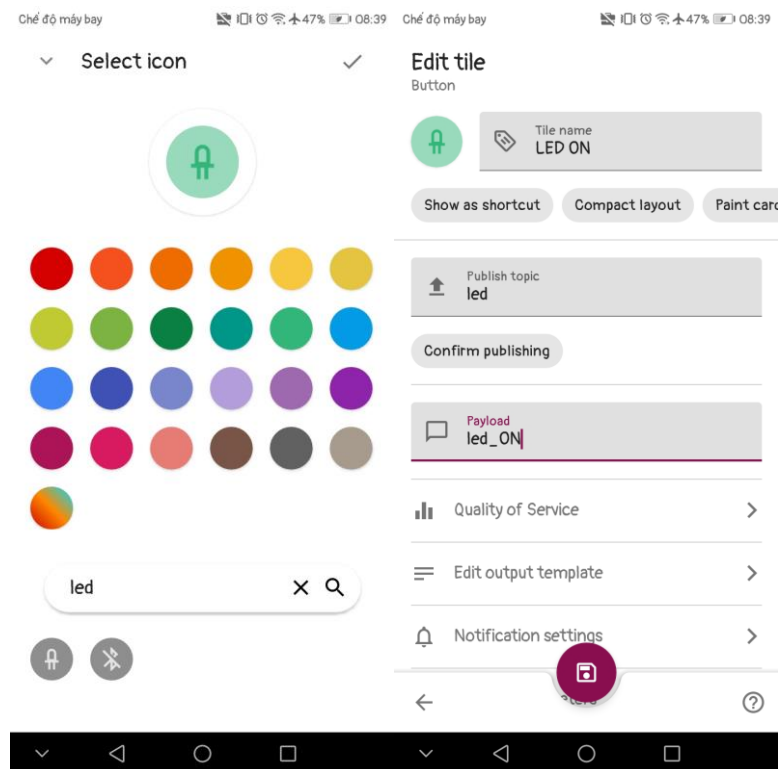 Chế độ máy bay
47%
08:39
Select icon
led
Chế độ máy bay
47%
08:39
Edit tile
Button
Tile name
LED ON
Show as shortcut
Compact layout
Paint card
Publish topic
led
Confirm publishing
Payload
led_ON
Quality of Service
Edit output template
Notification settings